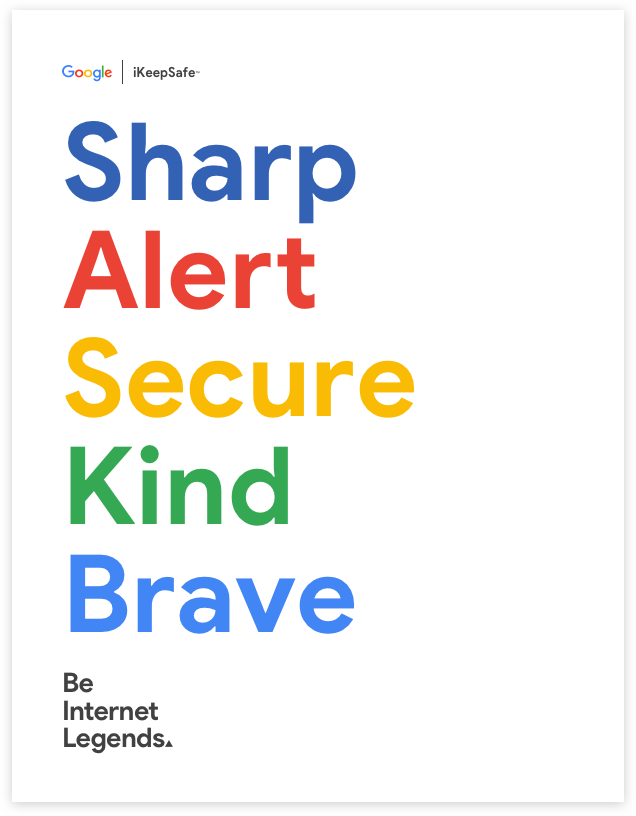 Google | iKeepSafe™
Sharp
Alert
Secure
Kind
Brave
Be
Internet
Legends.